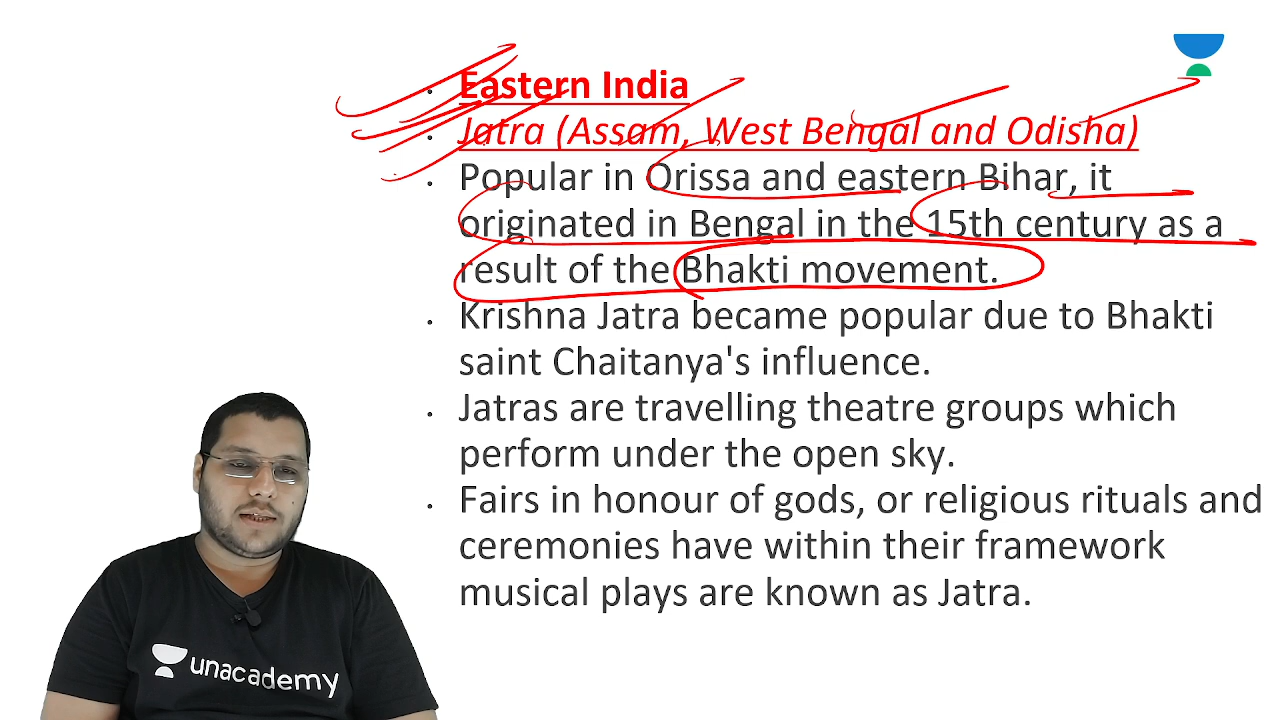 Eastern India
Jatra (Assam, West Bengal and Odisha)
Popular in Orissa and eastern Bihar, it
originated in Bengal in the 15th century as a
result of the Bhakti movement.
Krishna Jatra became popular due to Bhakti
saint Chaitanya's influence.
Jatras are travelling theatre groups which
perform under the open sky.
Fairs in honour of gods, or religious rituals and
ceremonies have within their framework
musical plays are known as Jatra.
unacademy